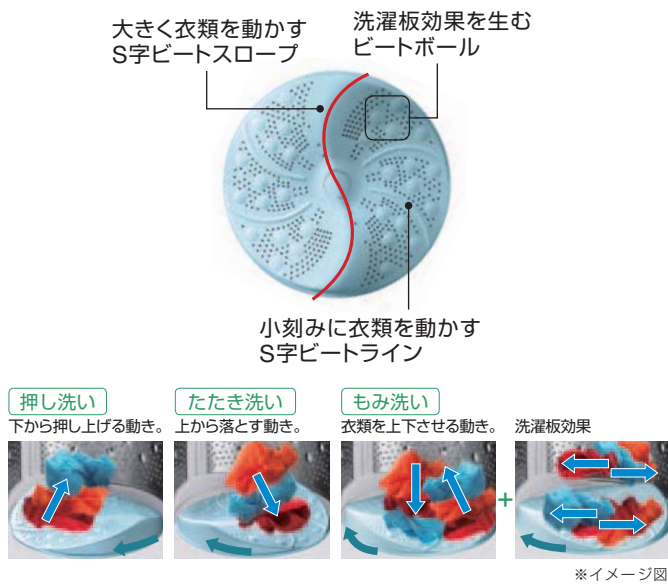 大きく衣類を動かす
S字ビートスロープ
洗濯板効果を生む
ビートボール
小刻みに衣類を動かす
S字ビートライン
押し洗い
下から押し上げる動き。
たたき洗い
上から落とす動き。
もみ洗い
衣類を上下させる動き。
+
洗濯板効果
※イメージ図